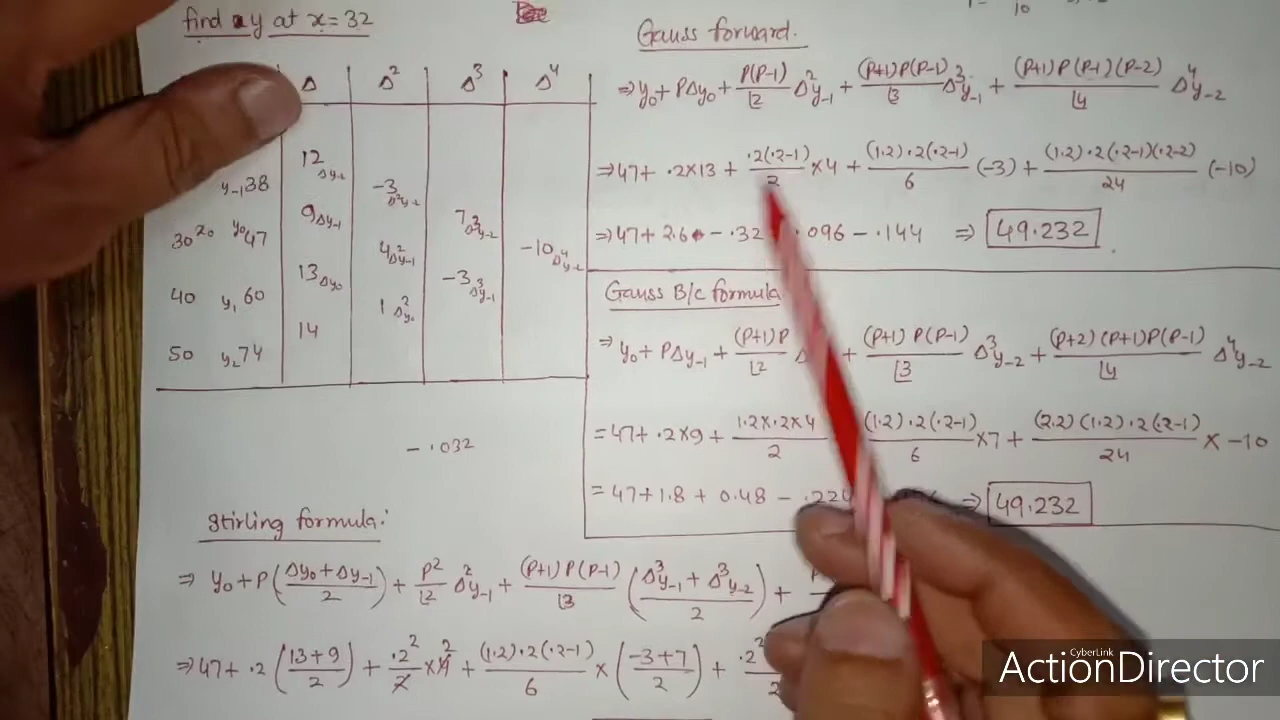 find y at x = 32
Δ Δ² Δ³ Δ⁴
12 Δy₋₂
y₋₁ 38
-3 Δ²y₋₂
9 Δy₋₁
7 Δ³y₋₂
30 x₀ y₀ 47
4 Δ²y₋₁
-10 Δ⁴y₋₂
13 Δy₀
-3 Δ³y₋₁
40 y₁ 60
1 Δ²y₀
14
50 y₂ 74
- .032
Gauss forward.
⇒ y₀ + PΔy₀ + P(P-1)/⌊2 Δ²y₋₁ + (P+1)P(P-1)/⌊3 Δ³y₋₁ + (P+1)P(P-1)(P-2)/⌊4 Δ⁴y₋₂
⇒ 47 + .2×13 + .2(.2-1)/2 ×4 + (1.2).2(.2-1)/6 (-3) + (1.2).2(.2-1)(.2-2)/24 (-10)
⇒ 47 + 2.6 - .32 .096 - .144 ⇒ 49.232
Gauss B/c formula
⇒ y₀ + PΔy₋₁ + (P+1)P/⌊2 Δ + (P+1)P(P-1)/⌊3 Δ³y₋₂ + (P+2)(P+1)P(P-1)/⌊4 Δ⁴y₋₂
= 47 + .2×9 + 1.2×.2×4/2 (1.2).2(.2-1)/6 ×7 + (2.2)(1.2).2(.2-1)/24 × -10
= 47 + 1.8 + 0.48 - .224 ⇒ 49.232
Stirling formula:
⇒ y₀ + P(Δy₀ + Δy₋₁/2) + P²/⌊2 Δ²y₋₁ + (P+1)P(P-1)/⌊3 (Δ³y₋₁ + Δ³y₋₂/2) +
⇒ 47 + .2(13+9/2) + .2²/2 ×4 2 + (1.2).2(.2-1)/6 × (-3+7/2) + .2²
CyberLink
ActionDirector